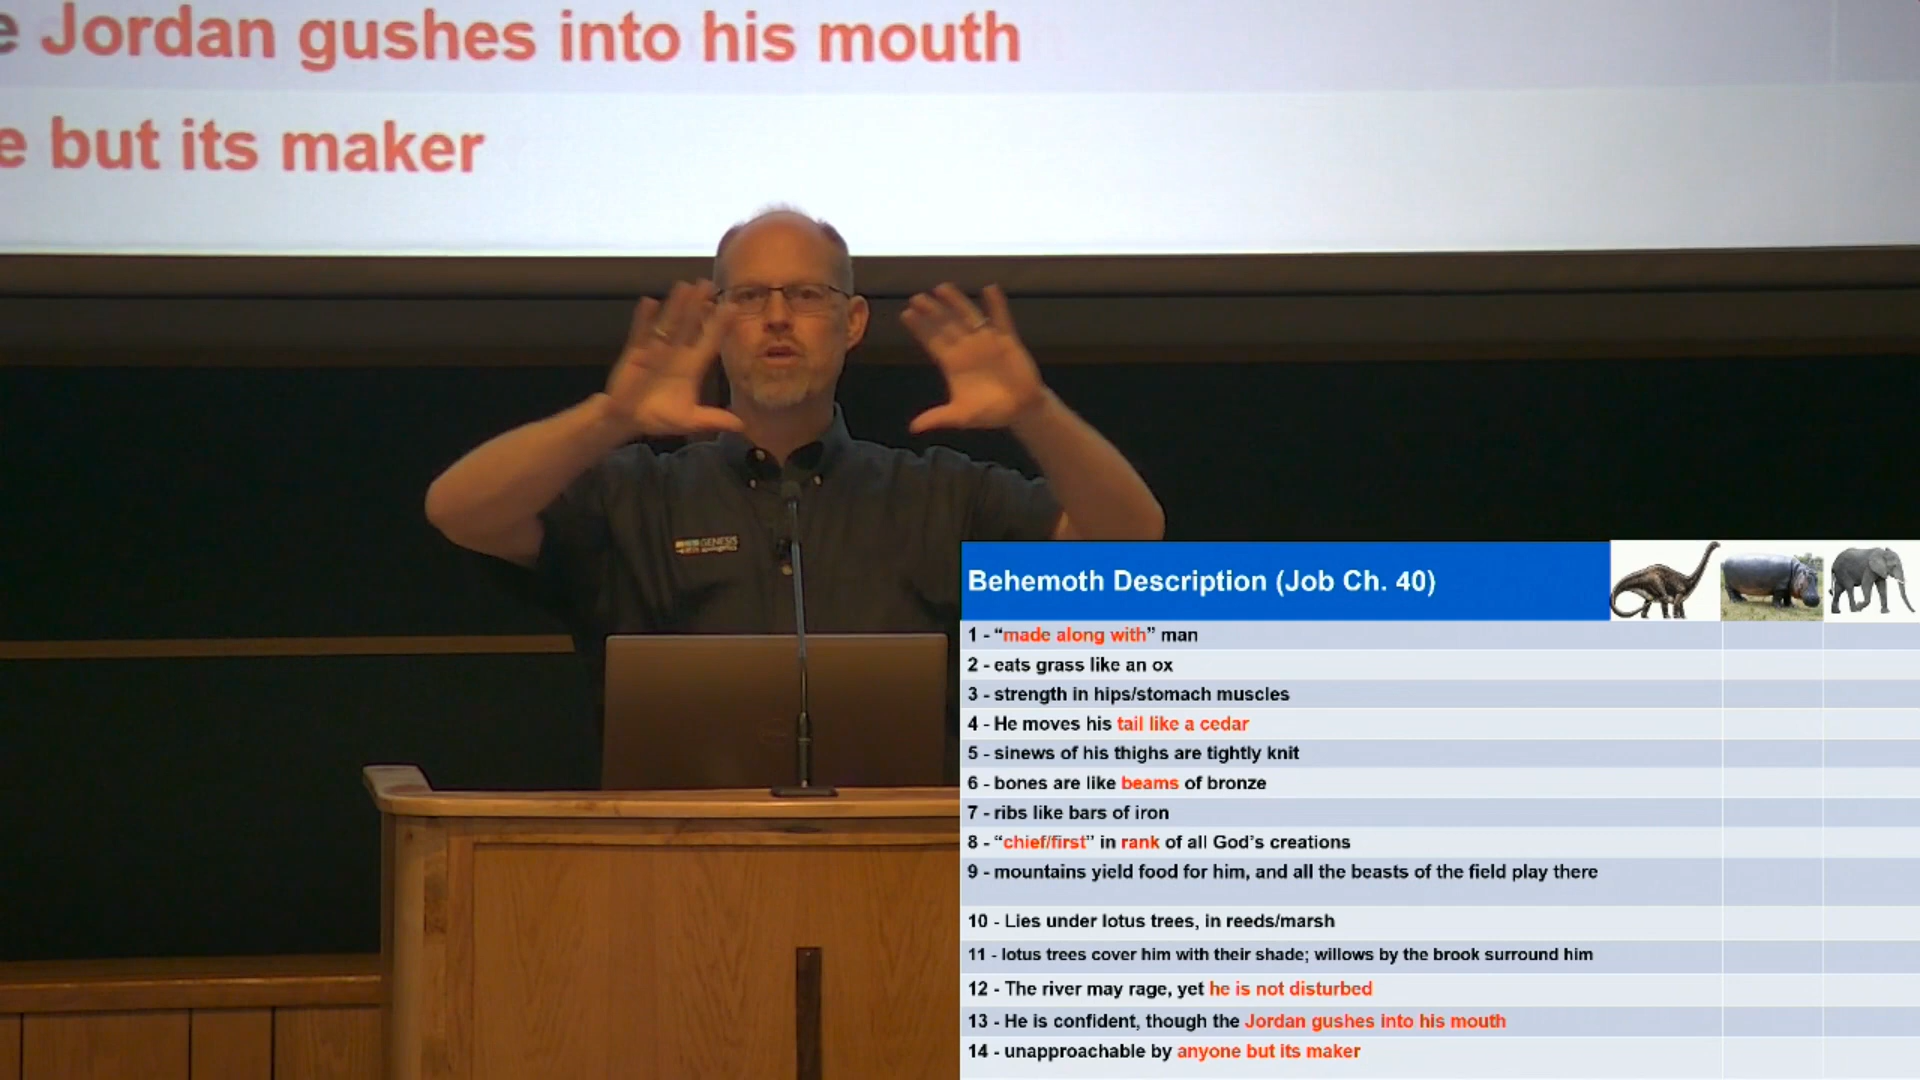 Jordan gushes into his mouth
but its maker
GENESIS
Behemoth Description (Job Ch. 40)
1 - “made along with” man
2 - eats grass like an ox
3 - strength in hips/stomach muscles
4 - He moves his tail like a cedar
5 - sinews of his thighs are tightly knit
6 - bones are like beams of bronze
7 - ribs like bars of iron
8 - “chief/first” in rank of all God’s creations
9 - mountains yield food for him, and all the beasts of the field play there
10 - Lies under lotus trees, in reeds/marsh
11 - lotus trees cover him with their shade; willows by the brook surround him
12 - The river may rage, yet he is not disturbed
13 - He is confident, though the Jordan gushes into his mouth
14 - unapproachable by anyone but its maker